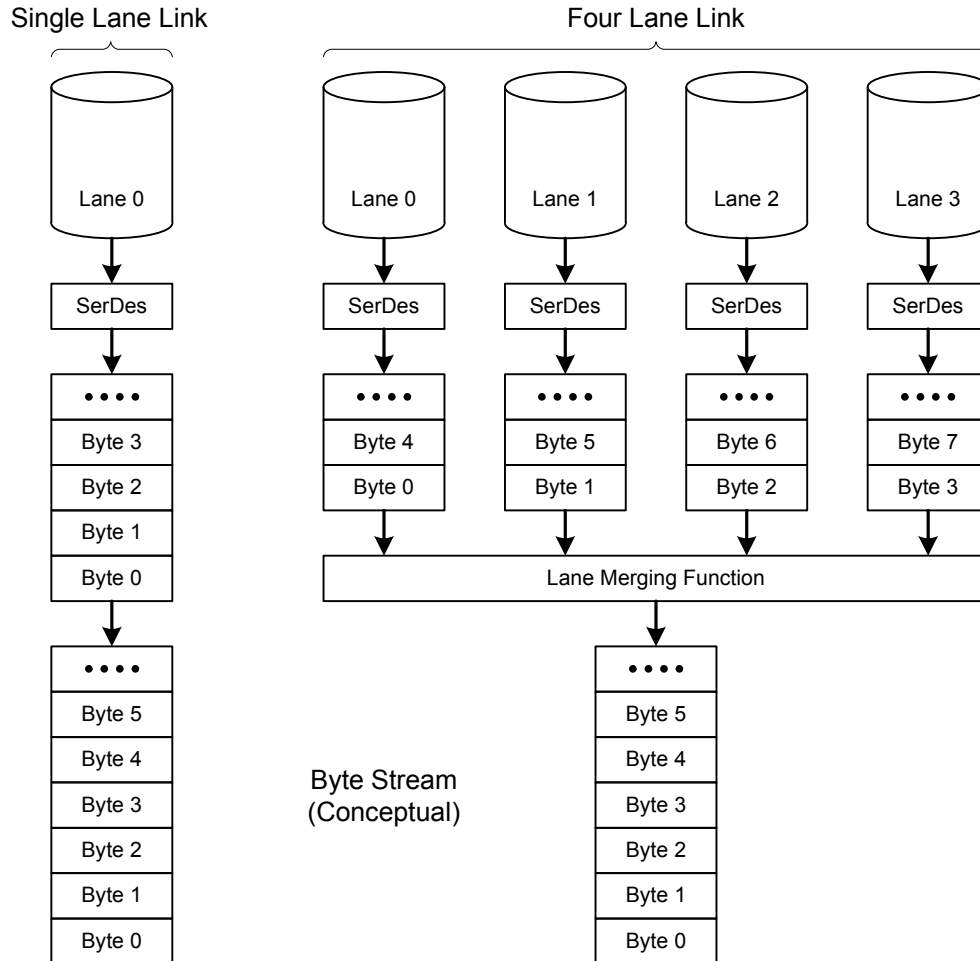 Single Lane Link
Four Lane Link
Lane 0
Lane 0
Lane 1
Lane 2
Lane 3
SerDes
SerDes
SerDes
SerDes
SerDes
••••
••••
••••
••••
••••
Byte 3
Byte 4
Byte 5
Byte 6
Byte 7
Byte 2
Byte 0
Byte 1
Byte 2
Byte 3
Byte 1
Byte 0
Lane Merging Function
••••
••••
Byte 5
Byte 5
Byte 4
Byte 4
Byte Stream
(Conceptual)
Byte 3
Byte 3
Byte 2
Byte 2
Byte 1
Byte 1
Byte 0
Byte 0